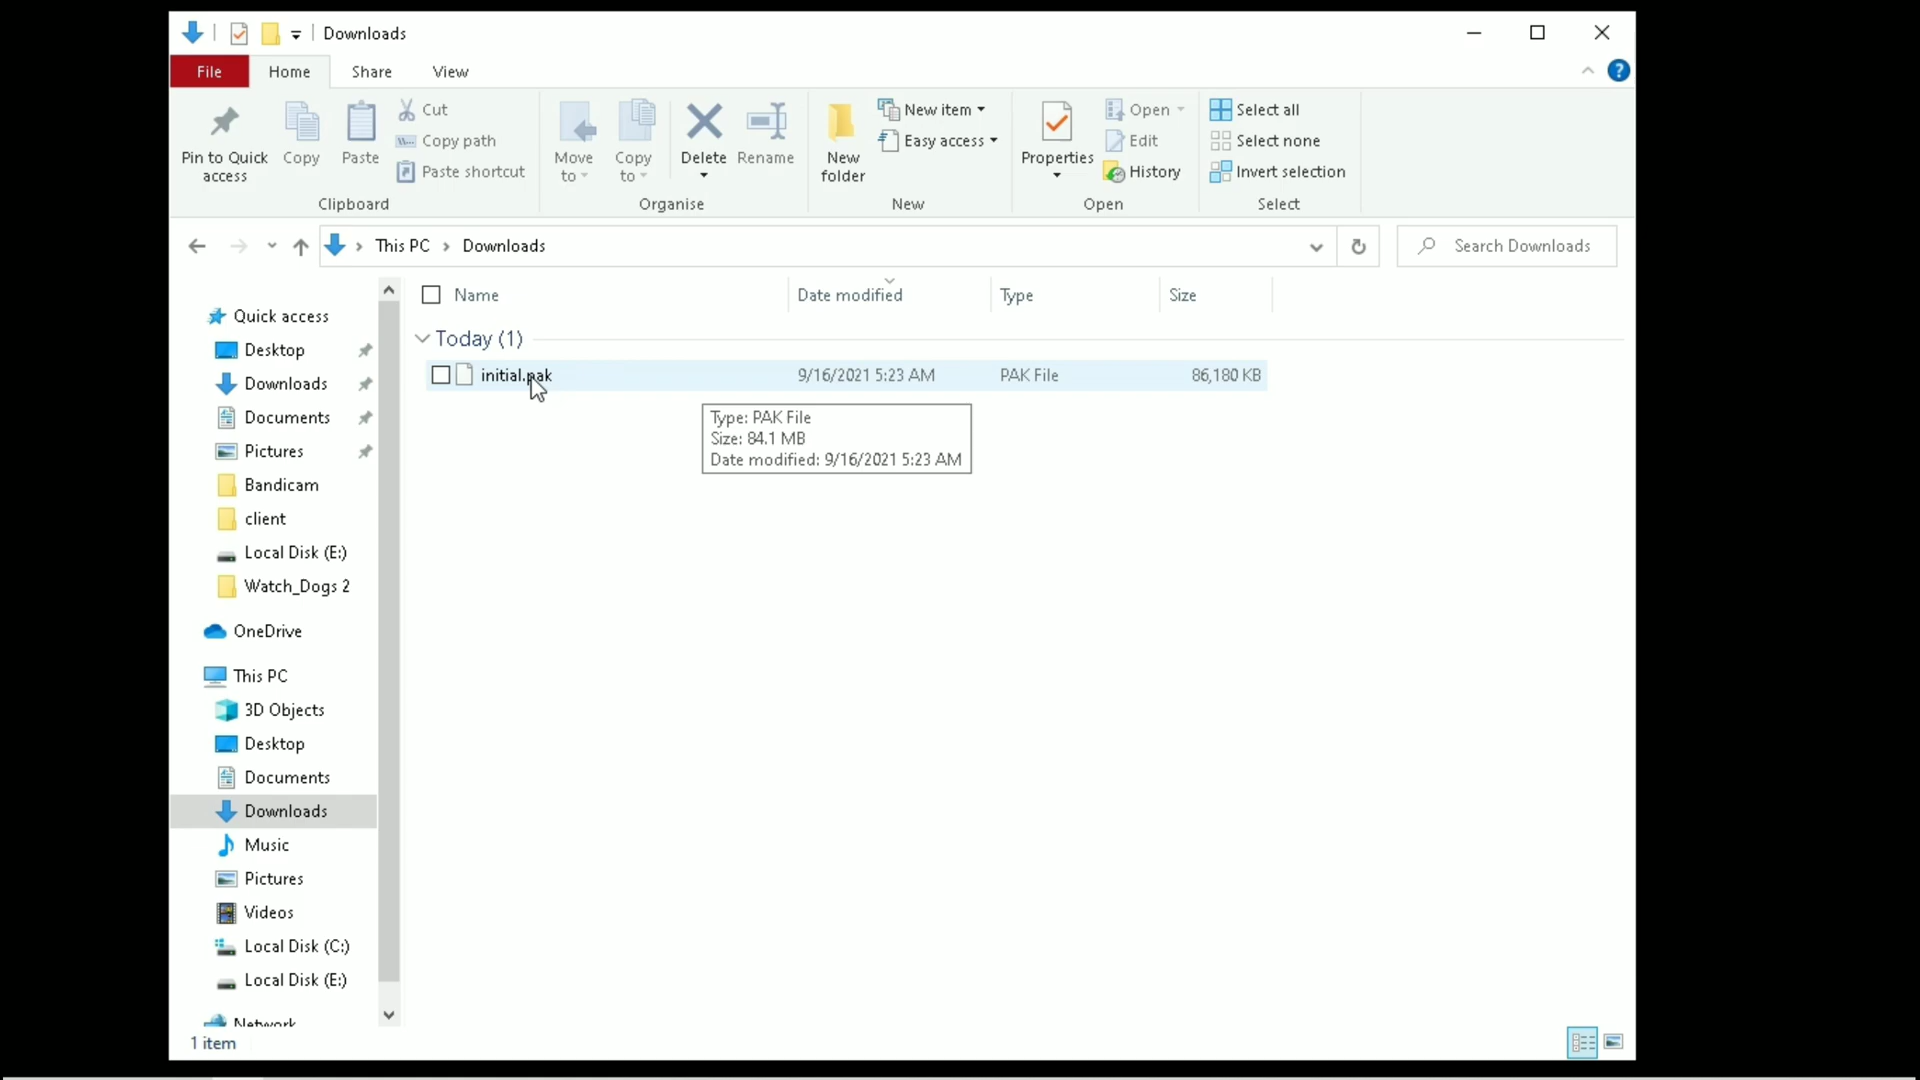 Downloads
File Home Share View
Pin to Quick access
Copy
Paste
Cut
Copy path
Paste shortcut
Clipboard
Move to
Copy to
Delete
Rename
Organise
New folder
New item
Easy access
New
Properties
Open
Edit
History
Open
Select all
Select none
Invert selection
Select
This PC Downloads
Search Downloads
Name Date modified Type Size
Today (1)
initial.pak 9/16/2021 5:23 AM PAK File 86,180 KB
Type: PAK File
Size: 84.1 MB
Date modified: 9/16/2021 5:23 AM
Quick access
Desktop
Downloads
Documents
Pictures
Bandicam
client
Local Disk (E:)
Watch_Dogs 2
OneDrive
This PC
3D Objects
Desktop
Documents
Downloads
Music
Pictures
Videos
Local Disk (C:)
Local Disk (E:)
Network
1 item